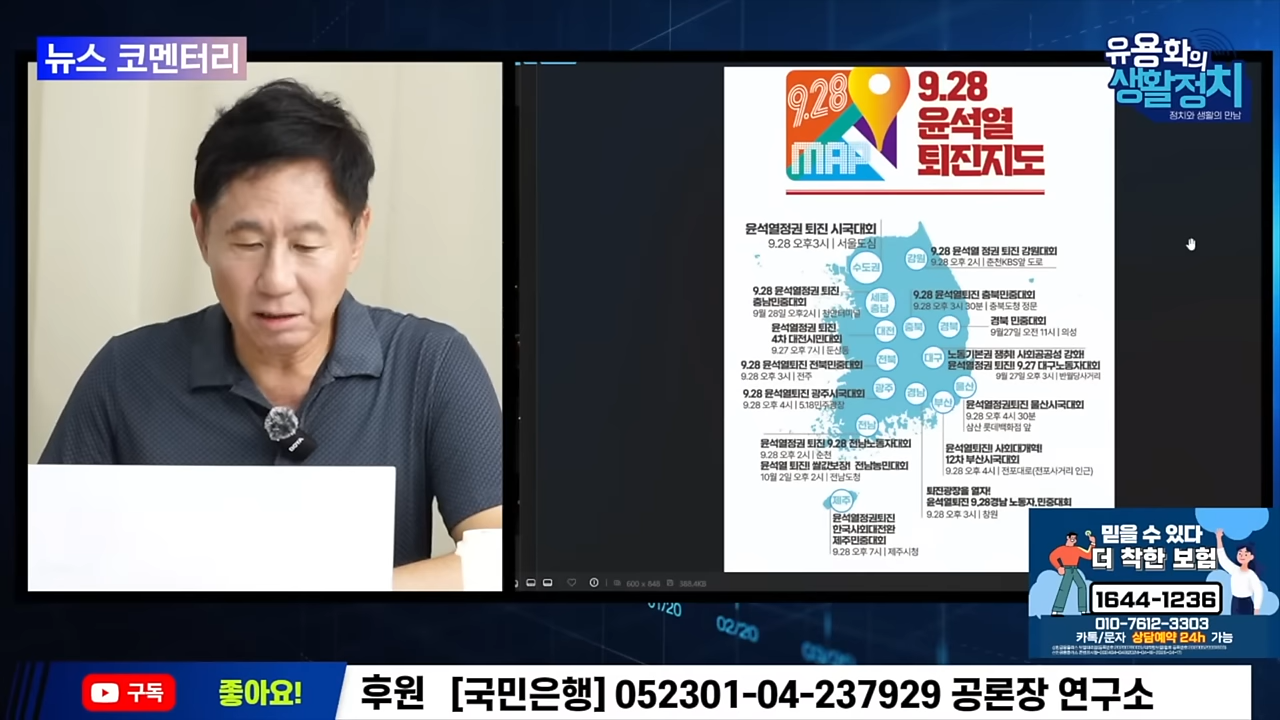 뉴스 코멘터리
유용화의
생활정치
정치와 생활의 만남
9.28
MAP
9.28
윤석열
퇴진지도
윤석열정권 퇴진 시국대회
9.28 오후3시 | 서울도심
수도권
강원
9.28 윤석열 정권 퇴진 강원대회
9.28 오후 2시 | 춘천KBS앞 도로
9.28 윤석열정권 퇴진
충남민중대회
9월 28일 오후2시 | 천안터미널
세종
충남
9.28 윤석열퇴진 충북민중대회
9.28 오후 3시 30분 | 충북도청 정문
윤석열정권 퇴진
4차 대전시민대회
9.27 오후 7시 | 둔산동
대전
충북
경북
경북 민중대회
9월27일 오전 11시 | 의성
9.28 윤석열퇴진 전북민중대회
9.28 오후 3시 | 전주
전북
대구
노동기본권 쟁취! 사회공공성 강화!
윤석열정권 퇴진! 9.27 대구노동자대회
9월 27일 오후 3시 | 반월당사거리
9.28 윤석열퇴진 광주시국대회
9.28 오후 4시 | 5.18민주광장
광주
경남
울산
부산
윤석열정권퇴진 울산시국대회
9.28 오후 4시 30분
삼산 롯데백화점 앞
전남
윤석열정권 퇴진 9.28 전남노동자대회
9.28 오후 2시 | 순천
윤석열 퇴진! 쌀값보장! 전남농민대회
10월 2일 오후 2시 | 전남도청
윤석열퇴진! 사회대개혁!
12차 부산시국대회
9.28 오후 4시 | 전포대로(전포사거리 인근)
퇴진광장을 열자!
윤석열퇴진 9.28경남 노동자,민중대회
9.28 오후 3시 | 창원
제주
윤석열정권퇴진
한국사회대전환
제주민중대회
9.28 오후 7시 | 제주시청
600 x 848
388.4KB
믿을 수 있다
더 착한 보험
1644-1236
010-7612-3303
카톡/문자 상담예약 24h 가능
01/20
02/20
구독
좋아요!
후원 [국민은행] 052301-04-237929 공론장 연구소